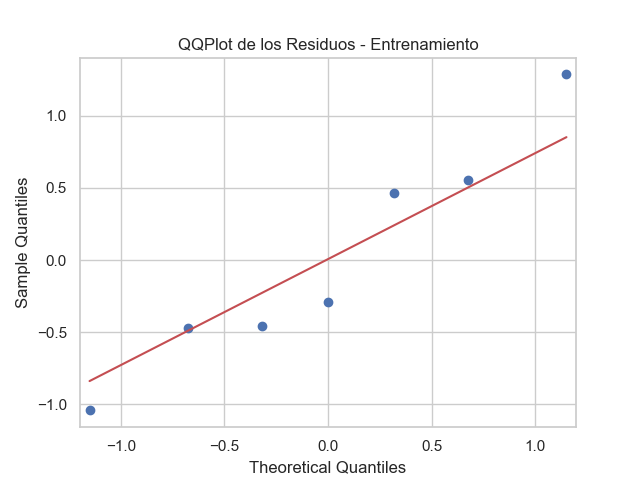 QQPlot de los Residuos - Entrenamiento
1.0
0.5
0.0
−0.5
−1.0
Sample Quantiles
−1.0 −0.5 0.0 0.5 1.0
Theoretical Quantiles